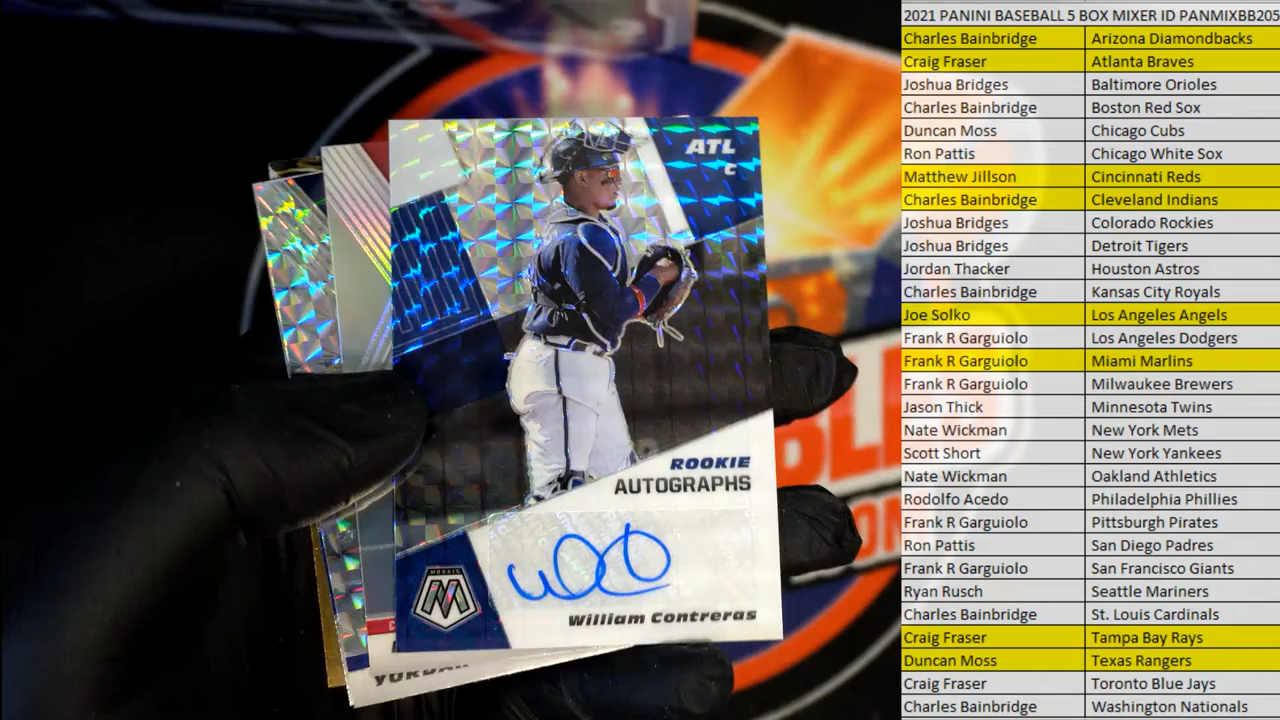 ATL
C
ROOKIE
AUTOGRAPHS
MOSAIC
M
William Contreras
2021 PANINI BASEBALL 5 BOX MIXER ID PANMIXBB205
Charles Bainbridge Arizona Diamondbacks
Craig Fraser Atlanta Braves
Joshua Bridges Baltimore Orioles
Charles Bainbridge Boston Red Sox
Duncan Moss Chicago Cubs
Ron Pattis Chicago White Sox
Matthew Jillson Cincinnati Reds
Charles Bainbridge Cleveland Indians
Joshua Bridges Colorado Rockies
Joshua Bridges Detroit Tigers
Jordan Thacker Houston Astros
Charles Bainbridge Kansas City Royals
Joe Solko Los Angeles Angels
Frank R Garguiolo Los Angeles Dodgers
Frank R Garguiolo Miami Marlins
Frank R Garguiolo Milwaukee Brewers
Jason Thick Minnesota Twins
Nate Wickman New York Mets
Scott Short New York Yankees
Nate Wickman Oakland Athletics
Rodolfo Acedo Philadelphia Phillies
Frank R Garguiolo Pittsburgh Pirates
Ron Pattis San Diego Padres
Frank R Garguiolo San Francisco Giants
Ryan Rusch Seattle Mariners
Charles Bainbridge St. Louis Cardinals
Craig Fraser Tampa Bay Rays
Duncan Moss Texas Rangers
Craig Fraser Toronto Blue Jays
Charles Bainbridge Washington Nationals